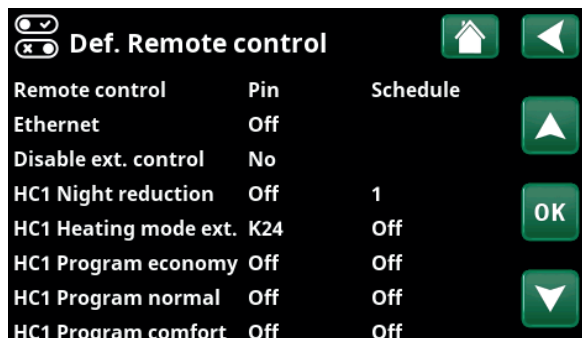 Def. Remote control
Remote control Pin Schedule
Ethernet Off
Disable ext. control No
HC1 Night reduction Off 1
OK
HC1 Heating mode ext. K24 Off
HC1 Program economy Off Off
HC1 Program normal Off Off
HC1 Program comfort Off Off